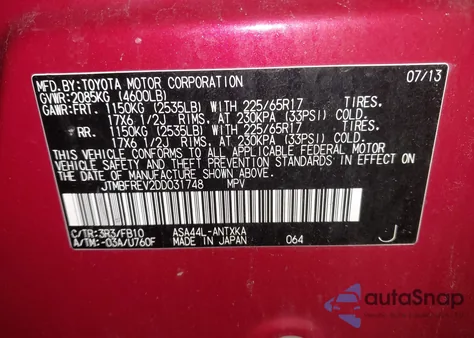 MFD. BY: TOYOTA MOTOR CORPORATION 07/13
GVWR: 2085KG (4600LB)
GAWR: FRT. 1150KG (2535LB) WITH 225/65R17 TIRES,
17X6 1/2J RIMS, AT 230KPA (33PSI) COLD.
RR. 1150KG (2535LB) WITH 225/65R17 TIRES,
17X6 1/2J RIMS, AT 230KPA (33PSI) COLD.
THIS VEHICLE CONFORMS TO ALL APPLICABLE FEDERAL MOTOR
VEHICLE SAFETY AND THEFT PREVENTION STANDARDS IN EFFECT
ON THE DATE OF MANUFACTURE SHOWN ABOVE.
JTMBFREV2DD031748 MPV
C/TR: 3R3/FB10 ASA44L-ANTXKA
A/TM: -03A/U760F MADE IN JAPAN 064 J
autoSnap